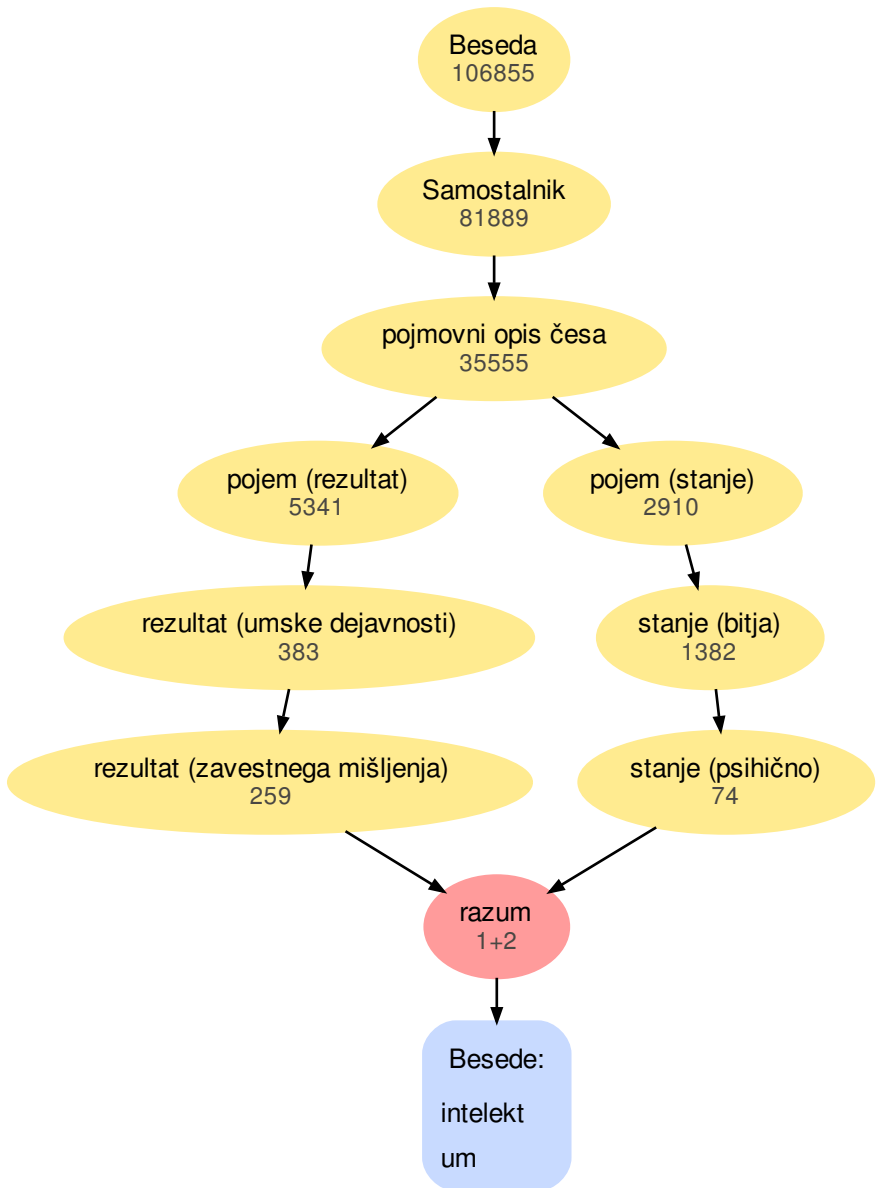 Beseda
106855
Samostalnik
81889
pojmovni opis česa
35555
pojem (rezultat)
5341
pojem (stanje)
2910
rezultat (umske dejavnosti)
383
stanje (bitja)
1382
rezultat (zavestnega mišljenja)
259
stanje (psihično)
74
razum
1+2
Besede:
intelekt
um